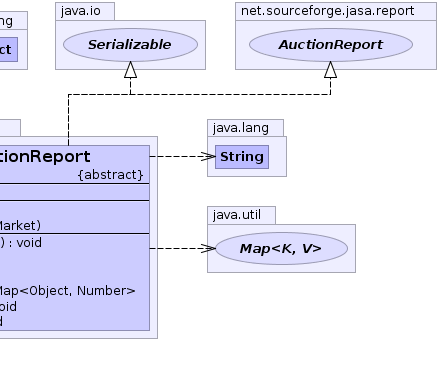 ng
java.io
net.sourceforge.jasa.report
ct
Serializable
AuctionReport
tionReport
{abstract}
java.lang
String
Market)
) : void
java.util
Map<K, V>
Map<Object, Number>
oid
d